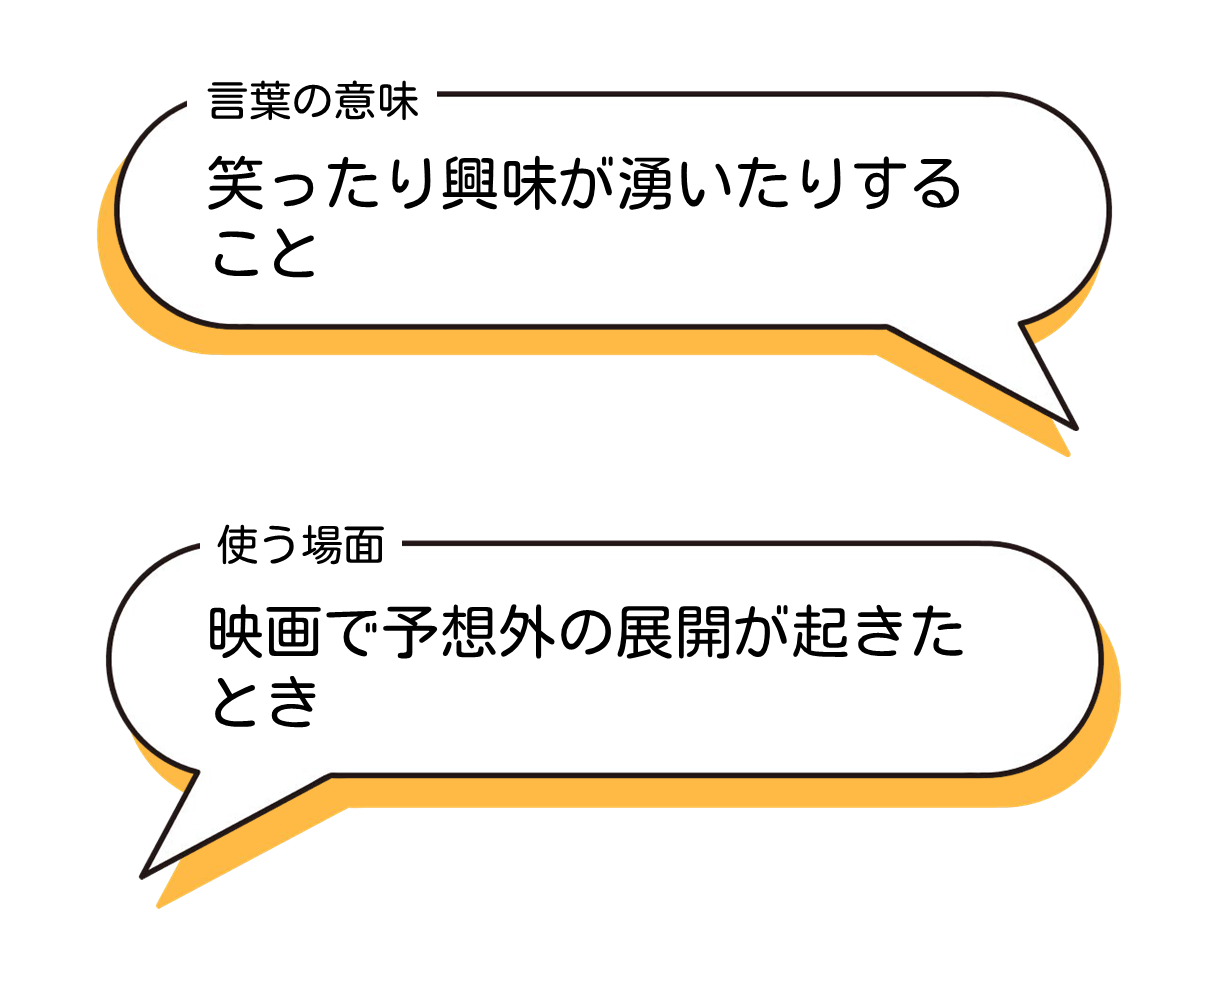 言葉の意味
笑ったり興味が湧いたりする
こと
使う場面
映画で予想外の展開が起きた
とき